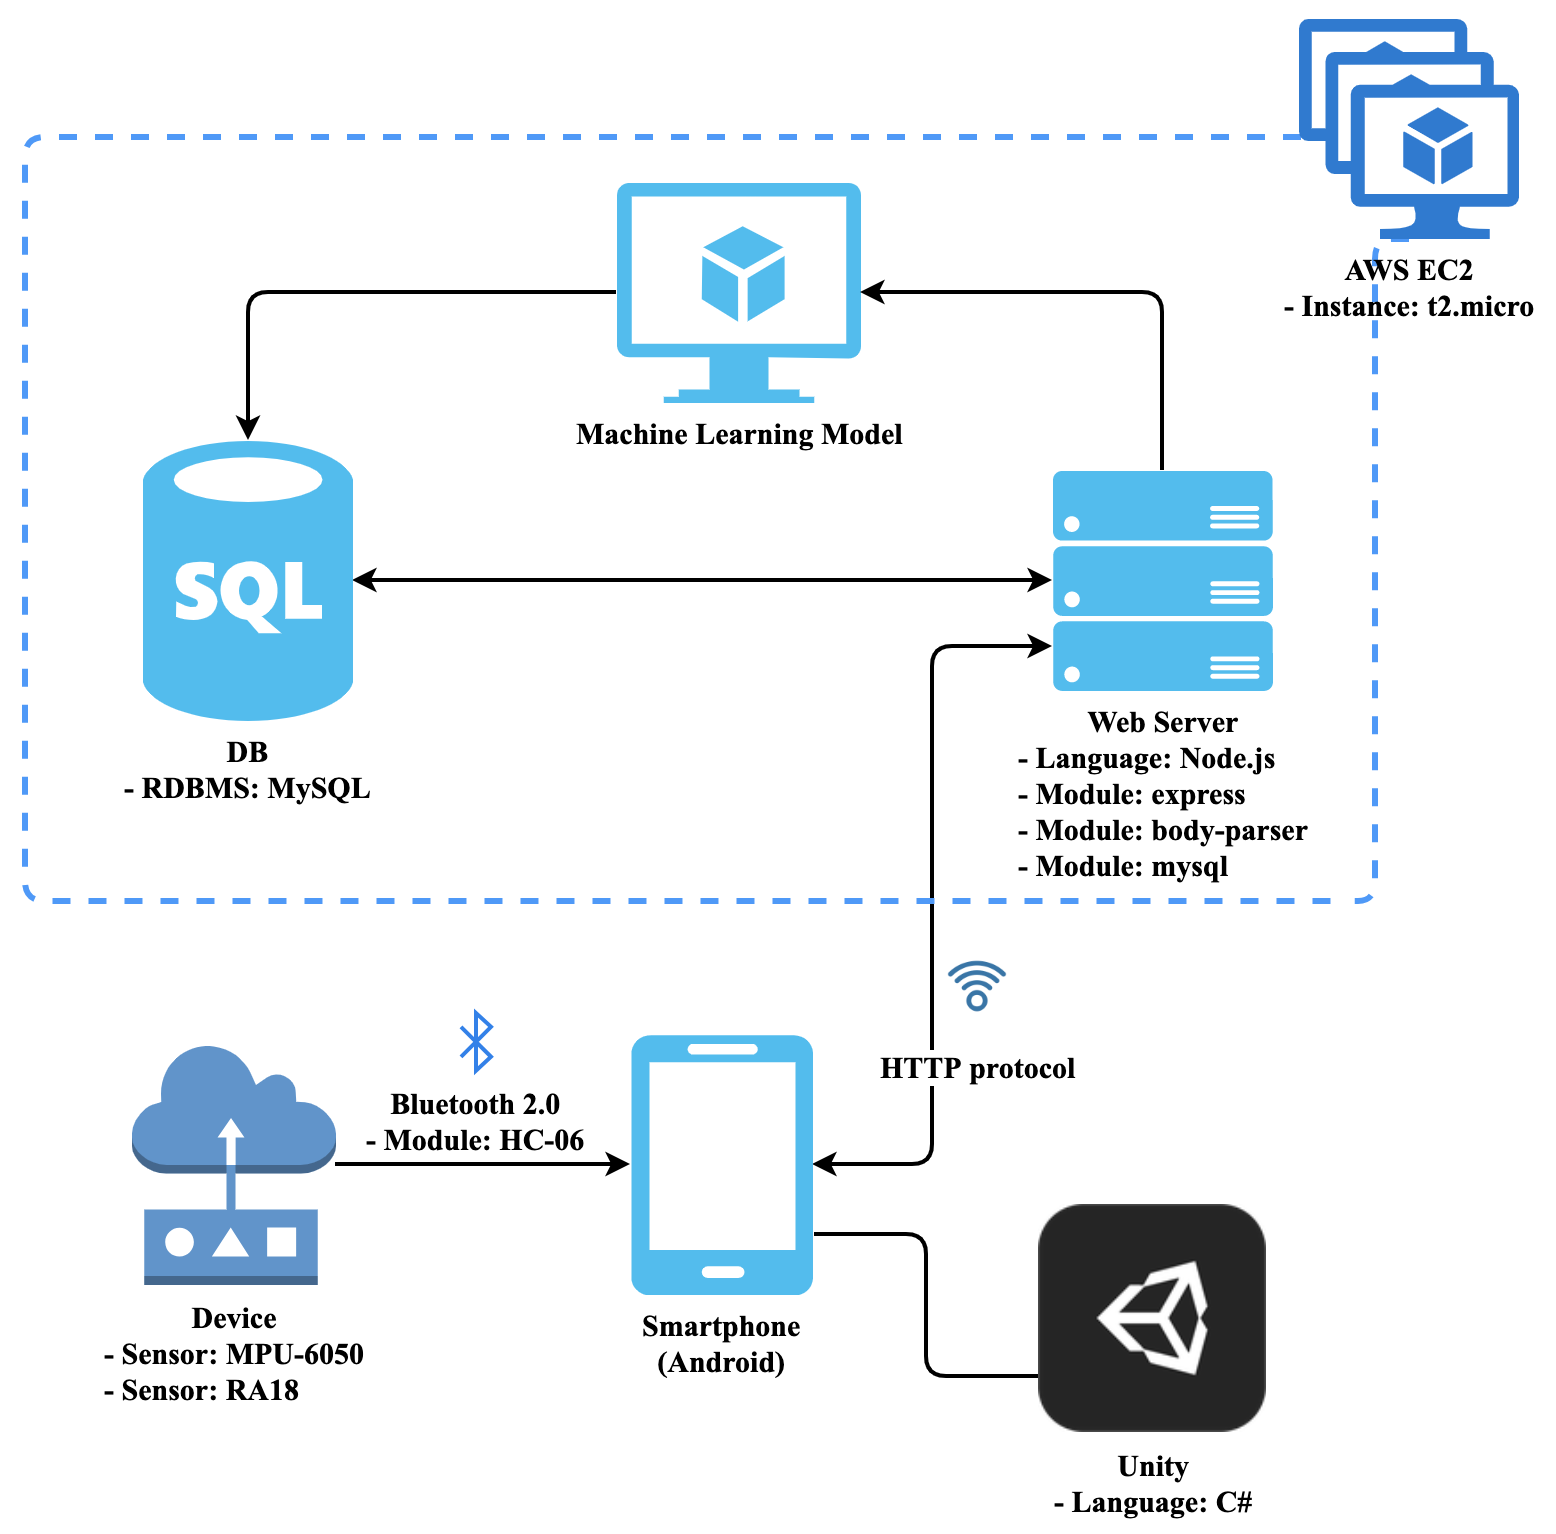 AWS EC2
- Instance: t2.micro
Machine Learning Model
SQL
DB
- RDBMS: MySQL
Web Server
- Language: Node.js
- Module: express
- Module: body-parser
- Module: mysql
HTTP protocol
Bluetooth 2.0
- Module: HC-06
Device
- Sensor: MPU-6050
- Sensor: RA18
Smartphone
(Android)
Unity
- Language: C#